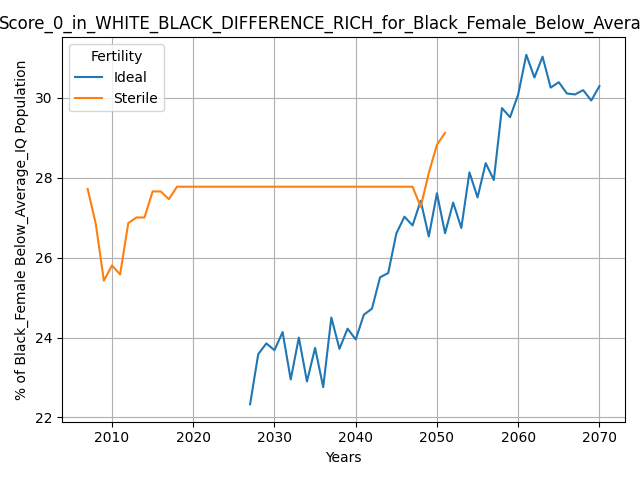 Score_0_in_WHITE_BLACK_DIFFERENCE_RICH_for_Black_Female_Below_Avera
Fertility
Ideal
Sterile
% of Black_Female Below_Average_IQ Population
30
28
26
24
22
2010 2020 2030 2040 2050 2060 2070
Years